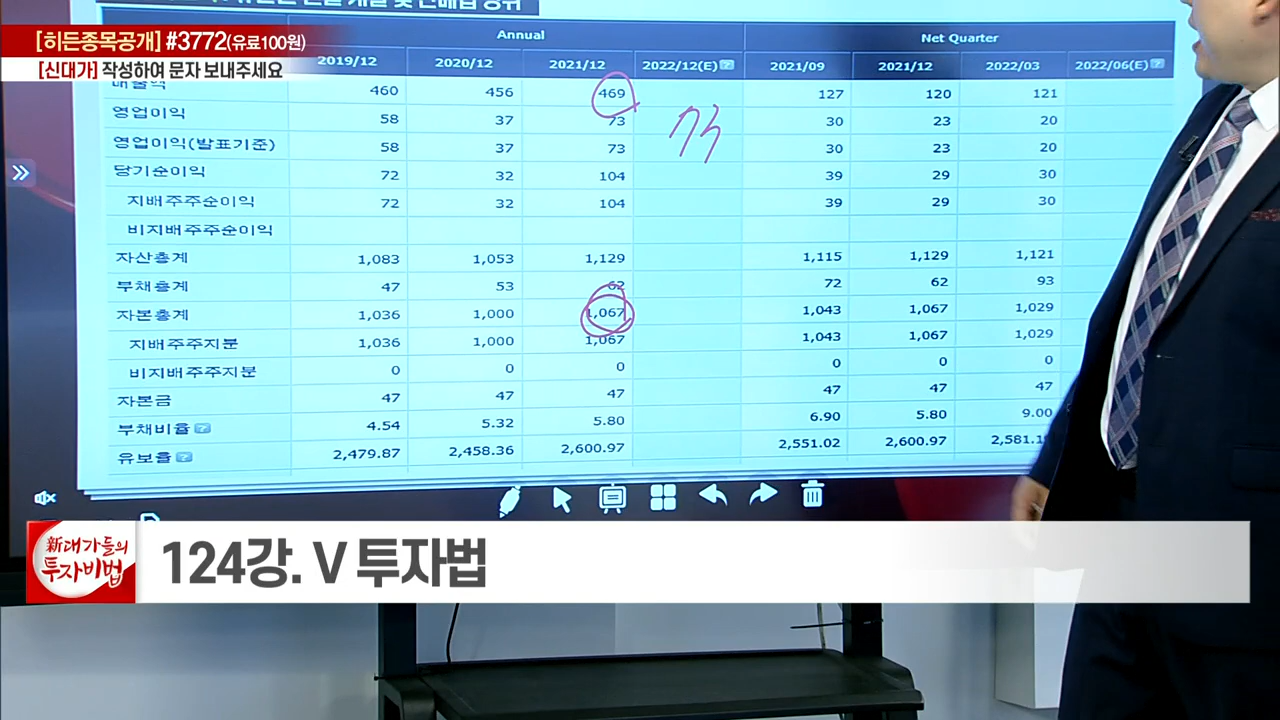 [히든종목공개] #3772(유료100원)
[신대가] 작성하여 문자 보내주세요
Annual Net Quarter
2019/12 2020/12 2021/12 2022/12(E) 2021/09 2021/12 2022/03 2022/06(E)
매출액 460 456 469 127 120 121
영업이익 58 37 73 30 23 20
영업이익(발표기준) 58 37 73 30 23 20
당기순이익 72 32 104 39 29 30
지배주주순이익 72 32 104 39 29 30
비지배주주순이익
자산총계 1,083 1,053 1,129 1,115 1,129 1,121
부채총계 47 53 62 72 62 93
자본총계 1,036 1,000 1,067 1,043 1,067 1,029
지배주주지분 1,036 1,000 1,067 1,043 1,067 1,029
비지배주주지분 0 0 0 0 0 0
자본금 47 47 47 47 47 47
부채비율 4.54 5.32 5.80 6.90 5.80 9.00
유보율 2,479.87 2,458.36 2,600.97 2,551.02 2,600.97
新대가들의
투자비법
124강. V 투자법